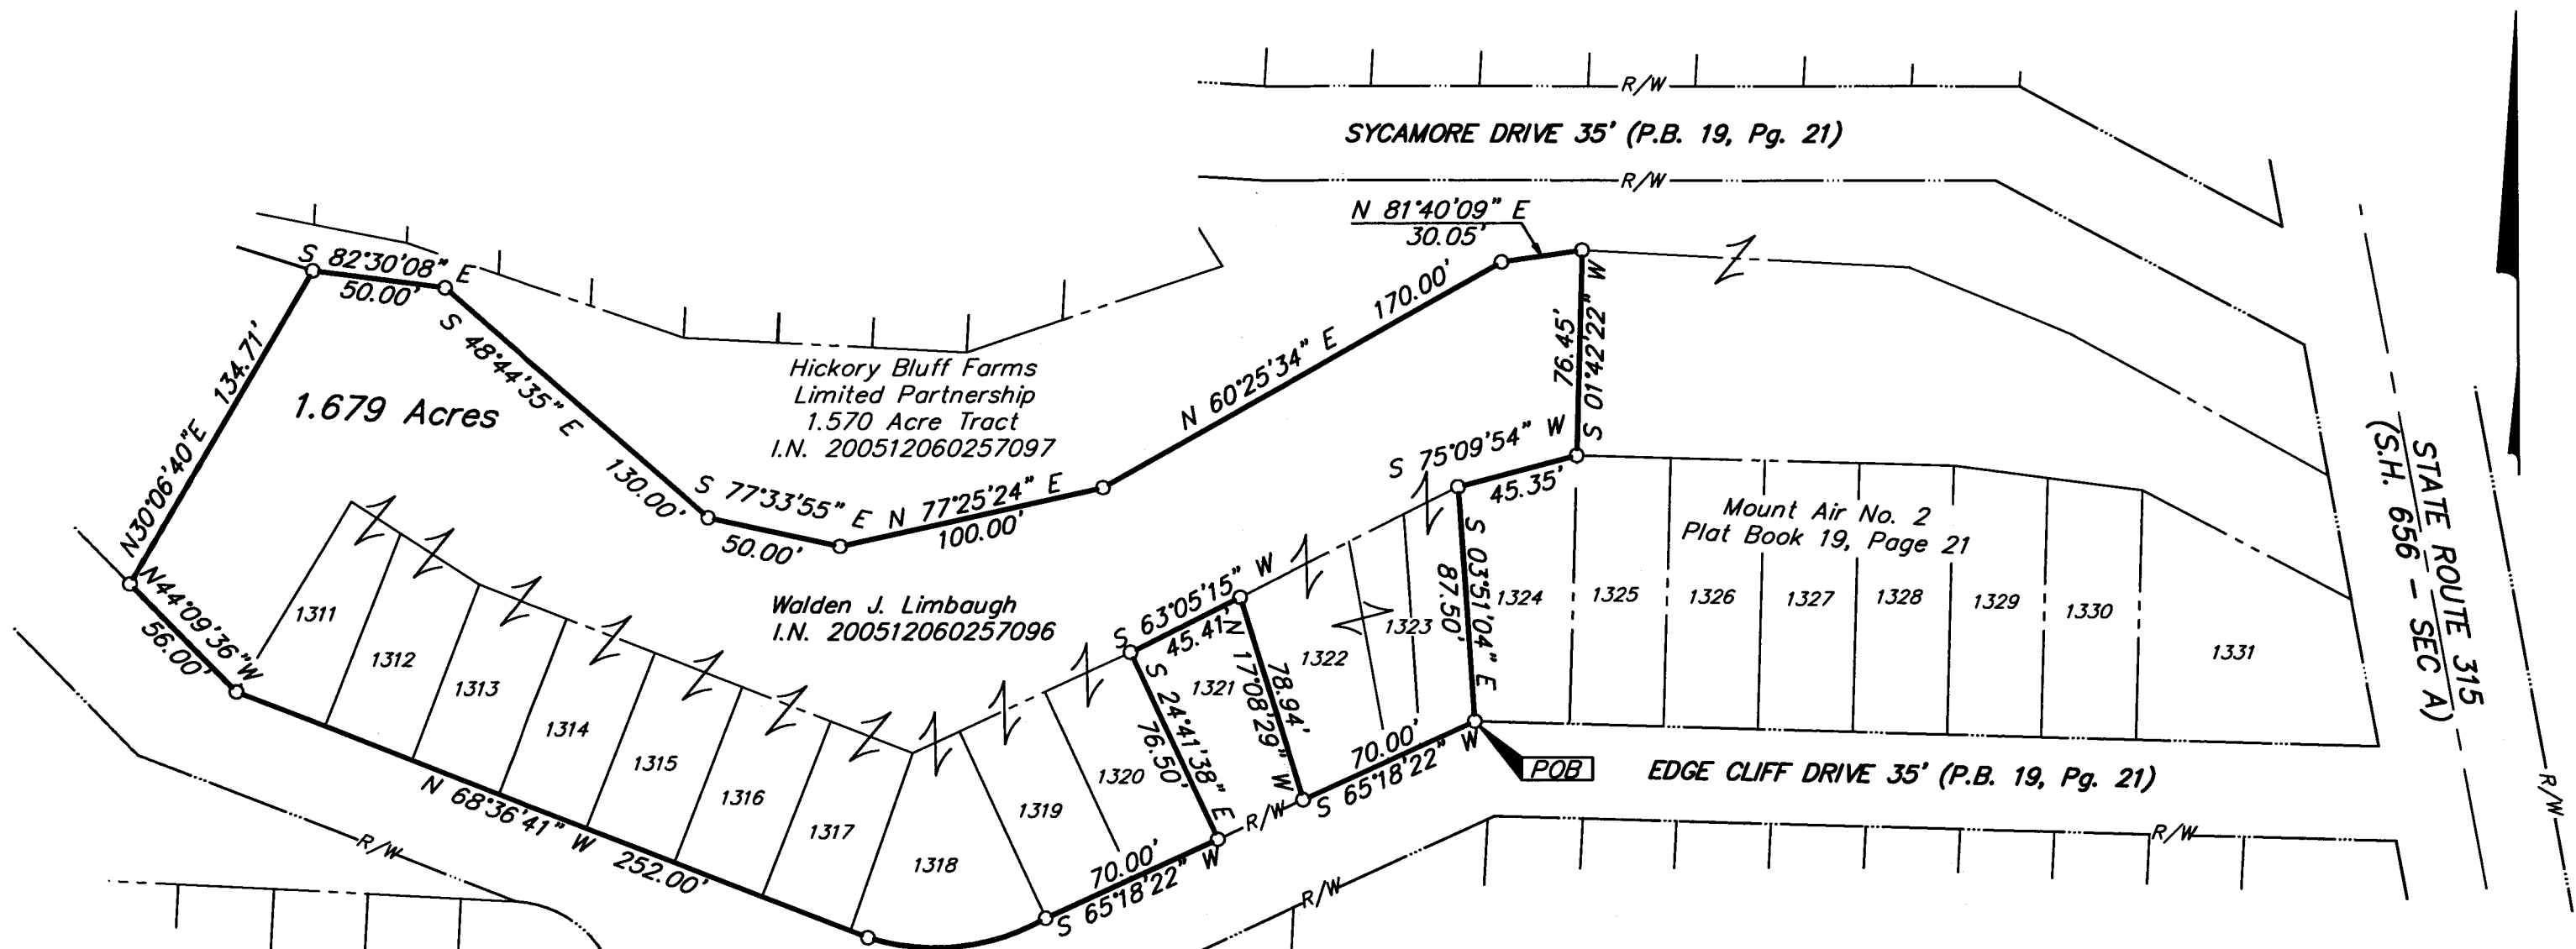 R/W
SYCAMORE DRIVE 35' (P.B. 19, Pg. 21)
R/W
N 81°40'09" E
30.05'
S 82°30'08" E
50.00'
S 48°44'35" E
130.00'
N30°06'40"E 134.71'
1.679 Acres
Hickory Bluff Farms
Limited Partnership
1.570 Acre Tract
I.N. 200512060257097
S 77°33'55" E
50.00'
N 77°25'24" E
100.00'
N 60°25'34" E 170.00'
S 01°42'22" W
76.45'
S 75°09'54" W
45.35'
Mount Air No. 2
Plat Book 19, Page 21
STATE ROUTE 315
(S.H. 656 - SEC A)
N44°09'36"W
56.00'
Walden J. Limbaugh
I.N. 200512060257096
S 63°05'15" W
45.41'
S 24°41'38" E
76.50'
N 17°08'29" W
78.94'
S 03°51'04" E
87.50'
1311
1312
1313
1314
1315
1316
1317
1318
1319
1320
1321
1322
1323
1324
1325
1326
1327
1328
1329
1330
1331
N 68°36'41" W 252.00'
70.00'
S 65°18'22" W
R/W
70.00'
S 65°18'22" W
POB
EDGE CLIFF DRIVE 35' (P.B. 19, Pg. 21)
R/W
R/W
R/W
R/W